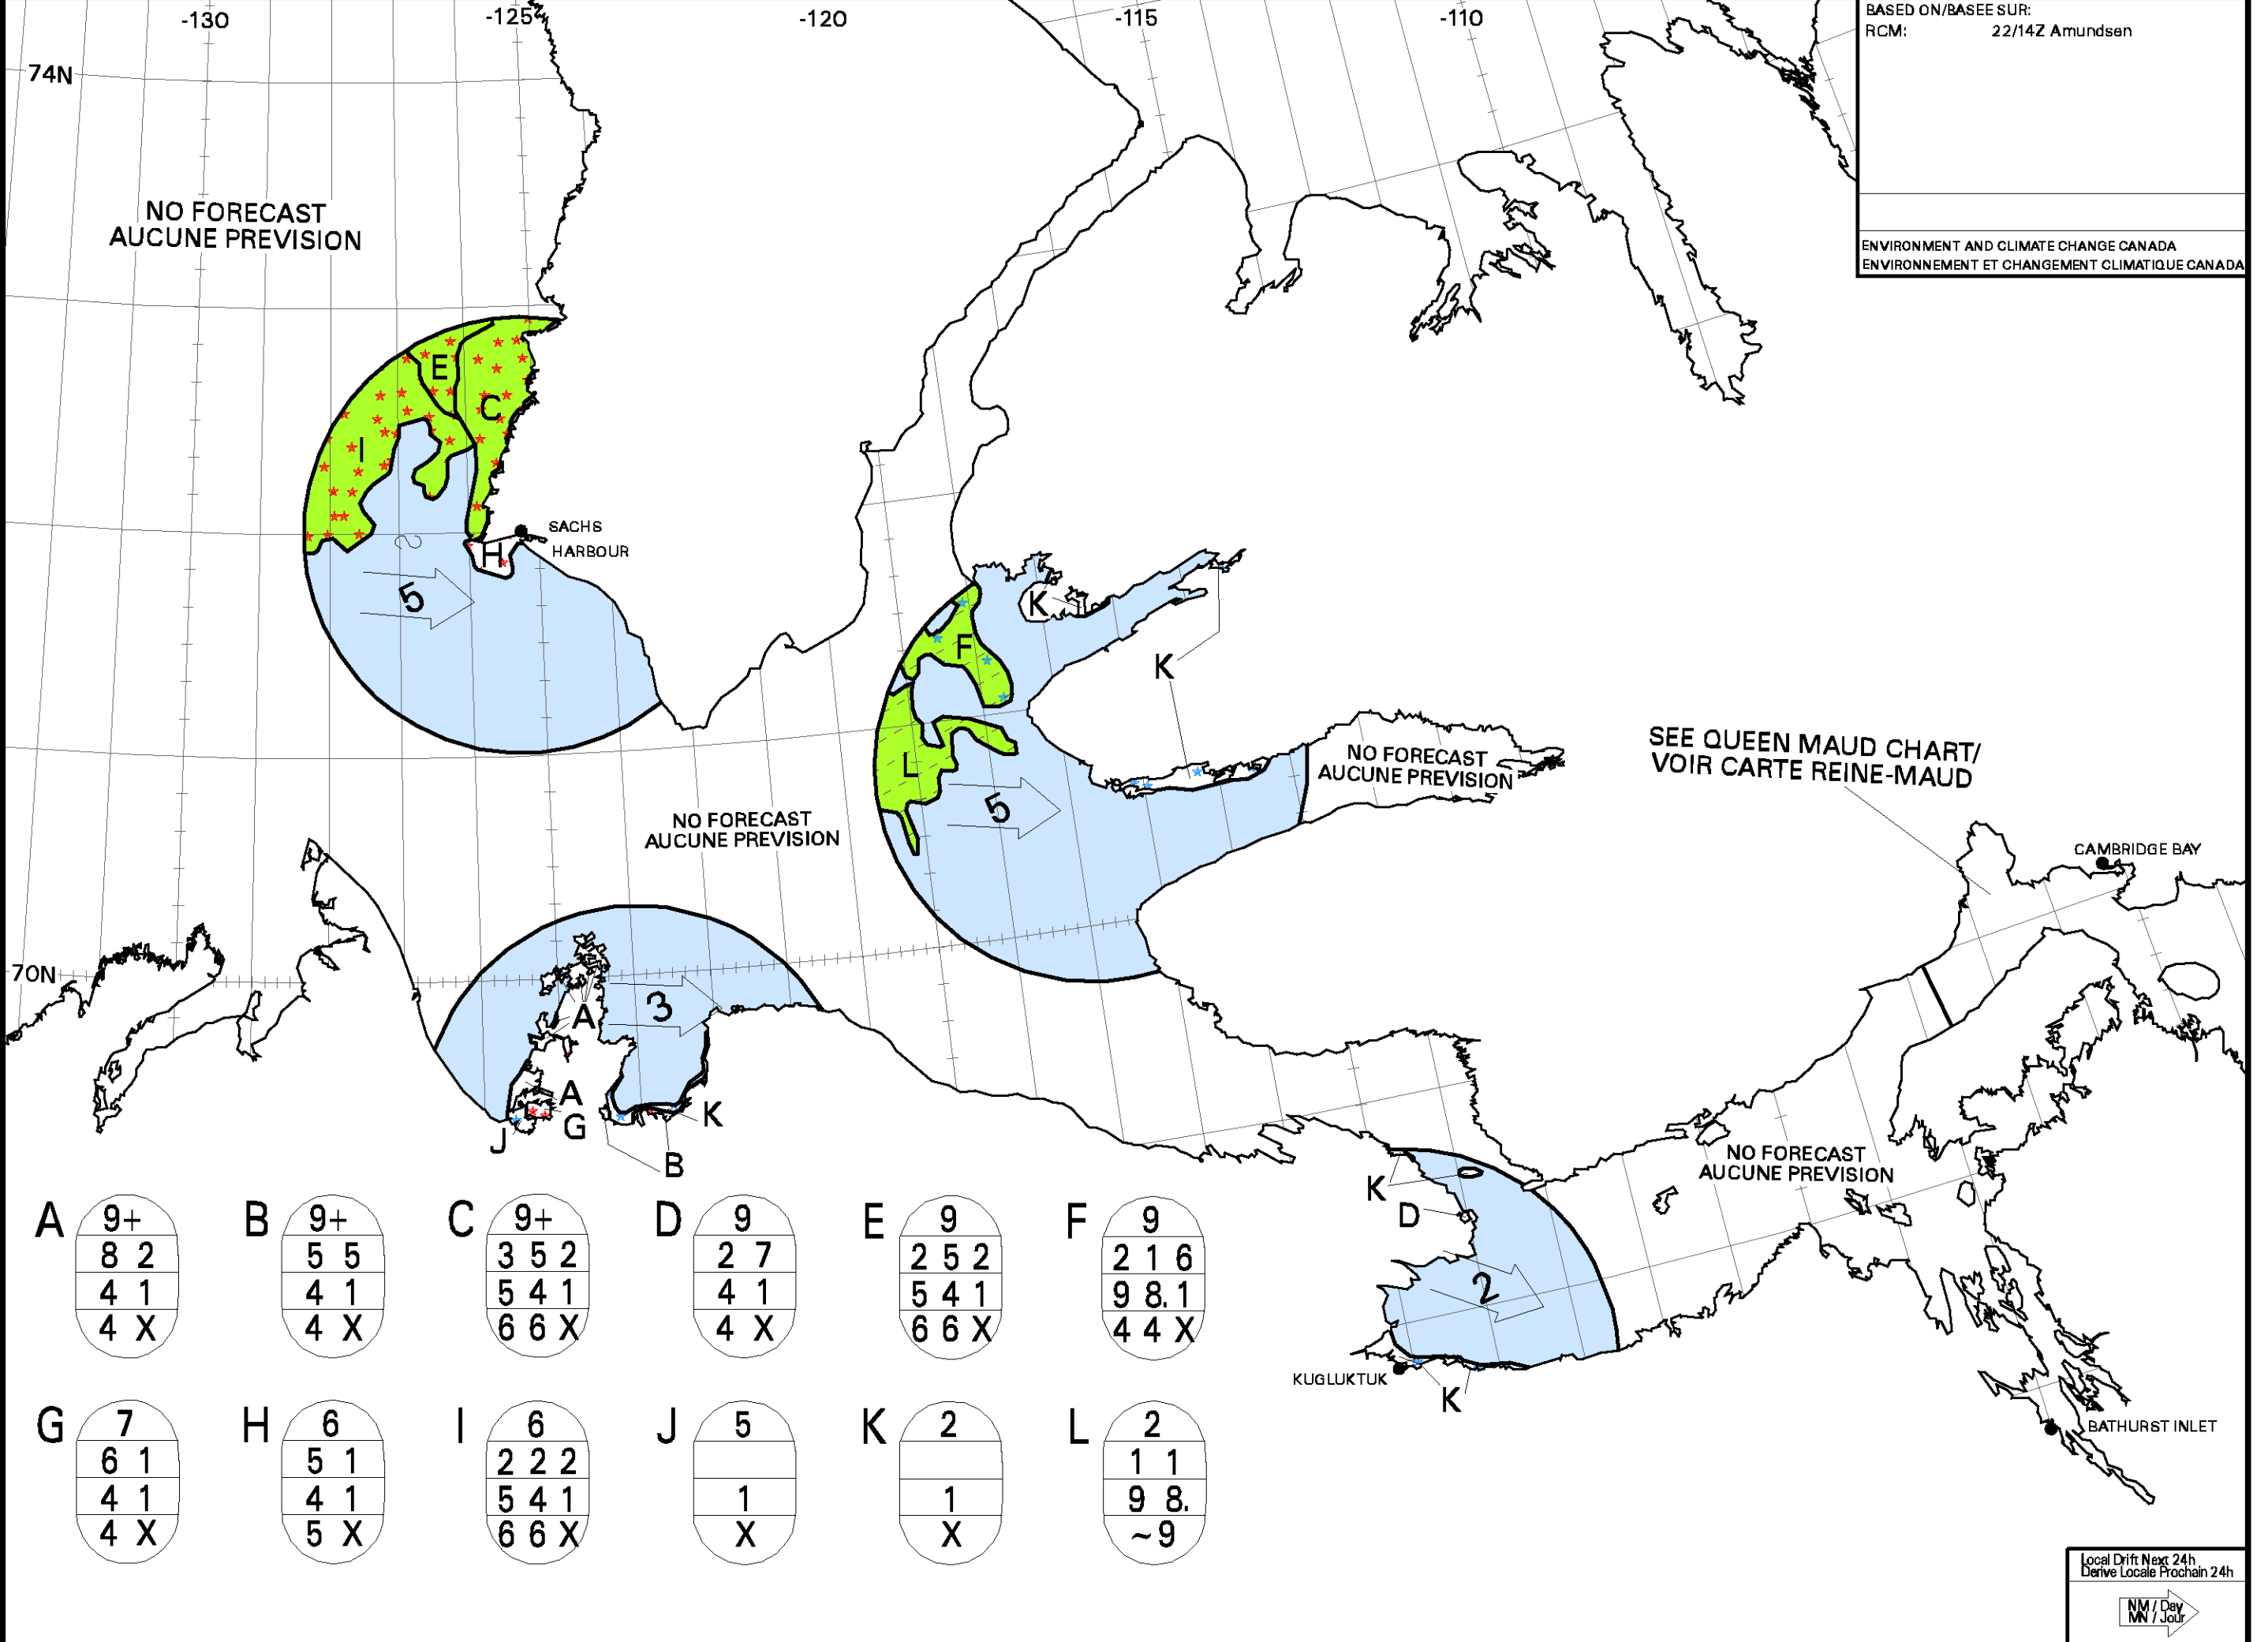 -130 -125 -120 -115 -110
BASED ON/BASEE SUR:
RCM: 22/14Z Amundsen
74N
NO FORECAST
AUCUNE PREVISION
ENVIRONMENT AND CLIMATE CHANGE CANADA
ENVIRONNEMENT ET CHANGEMENT CLIMATIQUE CANADA
E
C
I
2
SACHS
HARBOUR
H
5
K
F
K
L
5
NO FORECAST
AUCUNE PREVISION
SEE QUEEN MAUD CHART/
VOIR CARTE REINE-MAUD
NO FORECAST
AUCUNE PREVISION
CAMBRIDGE BAY
70N
3
A
A
G
J
K
B
NO FORECAST
AUCUNE PREVISION
K
D
2
KUGLUKTUK
K
BATHURST INLET
A B C D E F
9+ 9+ 9+ 9 9 9
8 2 5 5 3 5 2 2 7 2 5 2 2 1 6
4 1 4 1 5 4 1 4 1 5 4 1 9 8. 1
4 X 4 X 6 6 X 4 X 6 6 X 4 4 X
G H I J K L
7 6 6 5 2 2
6 1 5 1 2 2 2 1 1
4 1 4 1 5 4 1 1 1 9 8.
4 X 5 X 6 6 X X X ~9
Local Drift Next 24h
Derive Locale Prochain 24h
NM / Day
MN / Jour